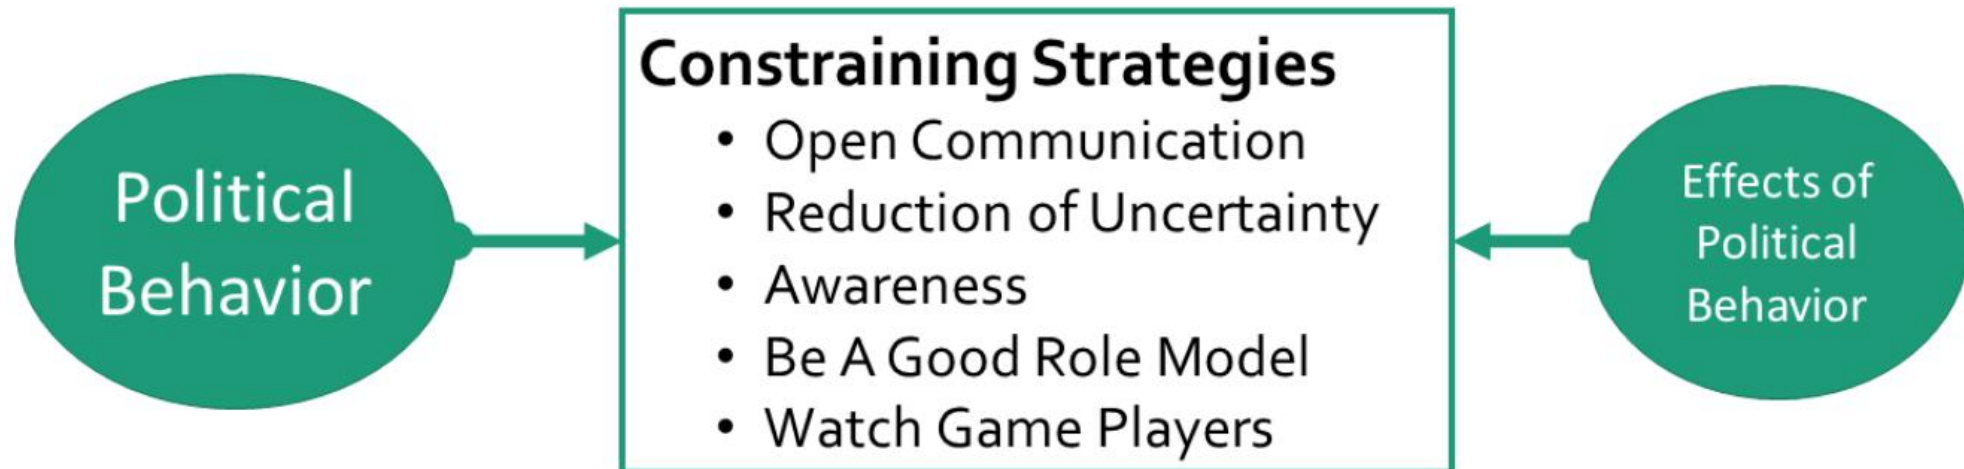 Political
Behavior
Constraining Strategies
• Open Communication
• Reduction of Uncertainty
• Awareness
• Be A Good Role Model
• Watch Game Players
Effects of
Political
Behavior